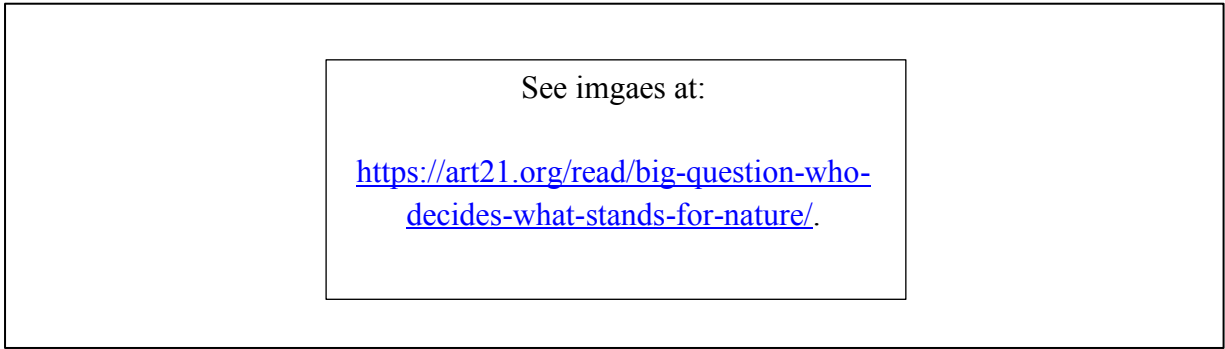 See imgaes at:
https://art21.org/read/big-question-who-
decides-what-stands-for-nature/.